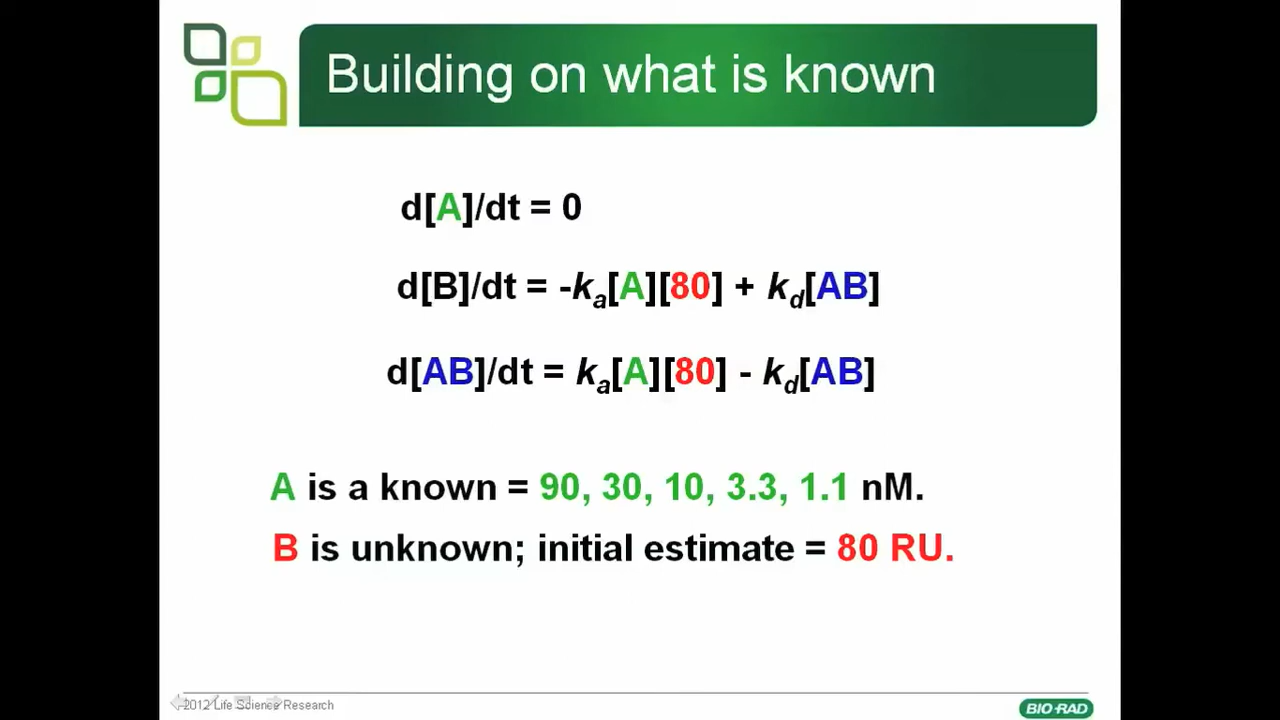 Building on what is known
d[A]/dt = 0
d[B]/dt = -kₐ[A][80] + k_d[AB]
d[AB]/dt = kₐ[A][80] - k_d[AB]
A is a known = 90, 30, 10, 3.3, 1.1 nM.
B is unknown; initial estimate = 80 RU.
2012 Life Science Research
BIO-RAD